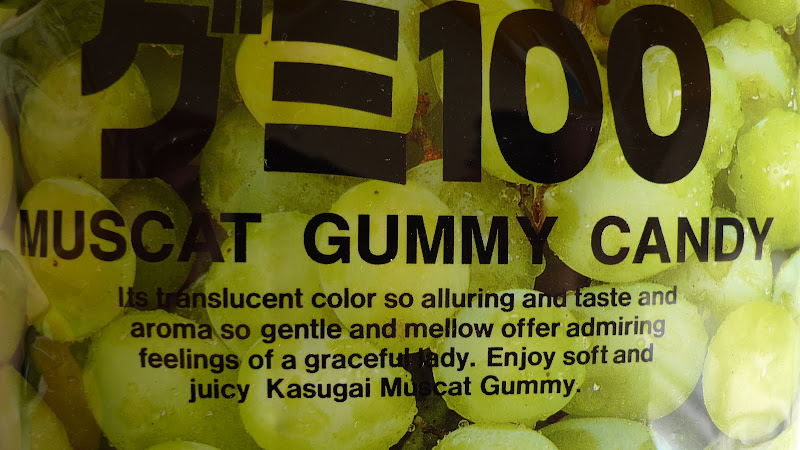 グミ100
MUSCAT GUMMY CANDY
Its translucent color so alluring and taste and
aroma so gentle and mellow offer admiring
feelings of a graceful lady. Enjoy soft and
juicy Kasugai Muscat Gummy.